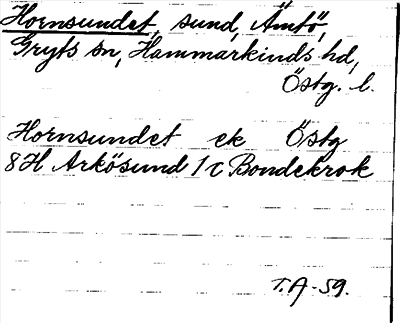 Hornsundet, sund, Ämtö,
Gryts sn, Hammarkinds hd,
Östg. l.
Hornsundet ek Östg
8H Arkösund 1c Bondekrok
T.A-59.